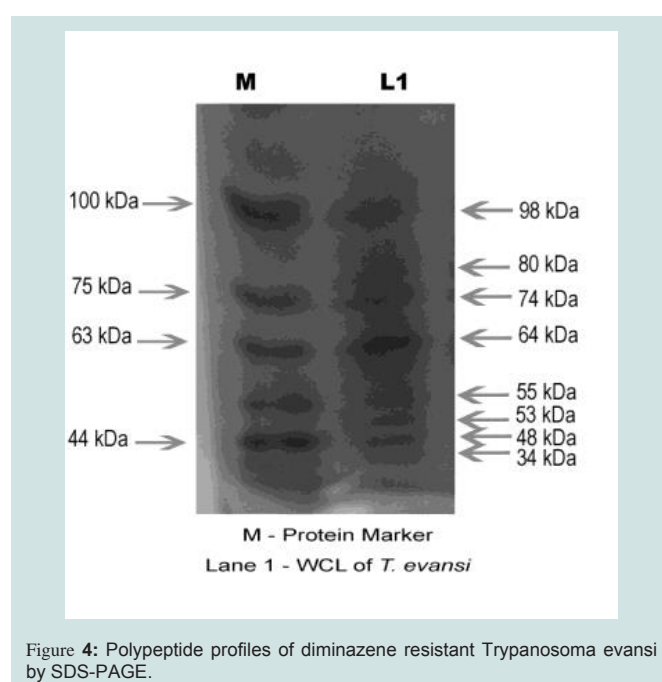 M L1
100 kDa 98 kDa
80 kDa
75 kDa 74 kDa
63 kDa 64 kDa
55 kDa
53 kDa
44 kDa 48 kDa
34 kDa
M - Protein Marker
Lane 1 - WCL of T. evansi
Figure 4: Polypeptide profiles of diminazene resistant Trypanosoma evansi
by SDS-PAGE.